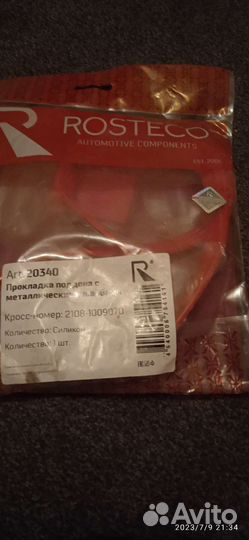 ROSTECO
AUTOMOTIVE COMPONENTS
EST. 2005
R
Art. 20340
Прокладка поддона с
Кросс-номер: 2108-1009070
Количество: Силикон
Количество: 1 шт.
Avito
2023/7/9 21:34